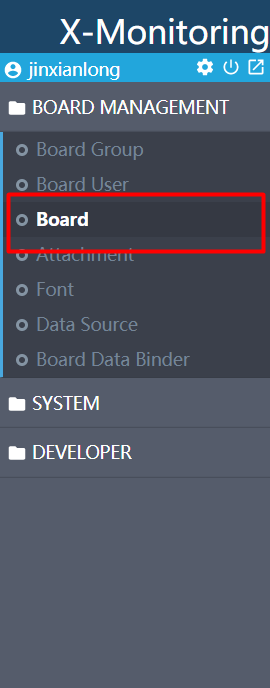 X-Monitoring
jinxianlong
BOARD MANAGEMENT
Board Group
Board User
Board
Attachment
Font
Data Source
Board Data Binder
SYSTEM
DEVELOPER